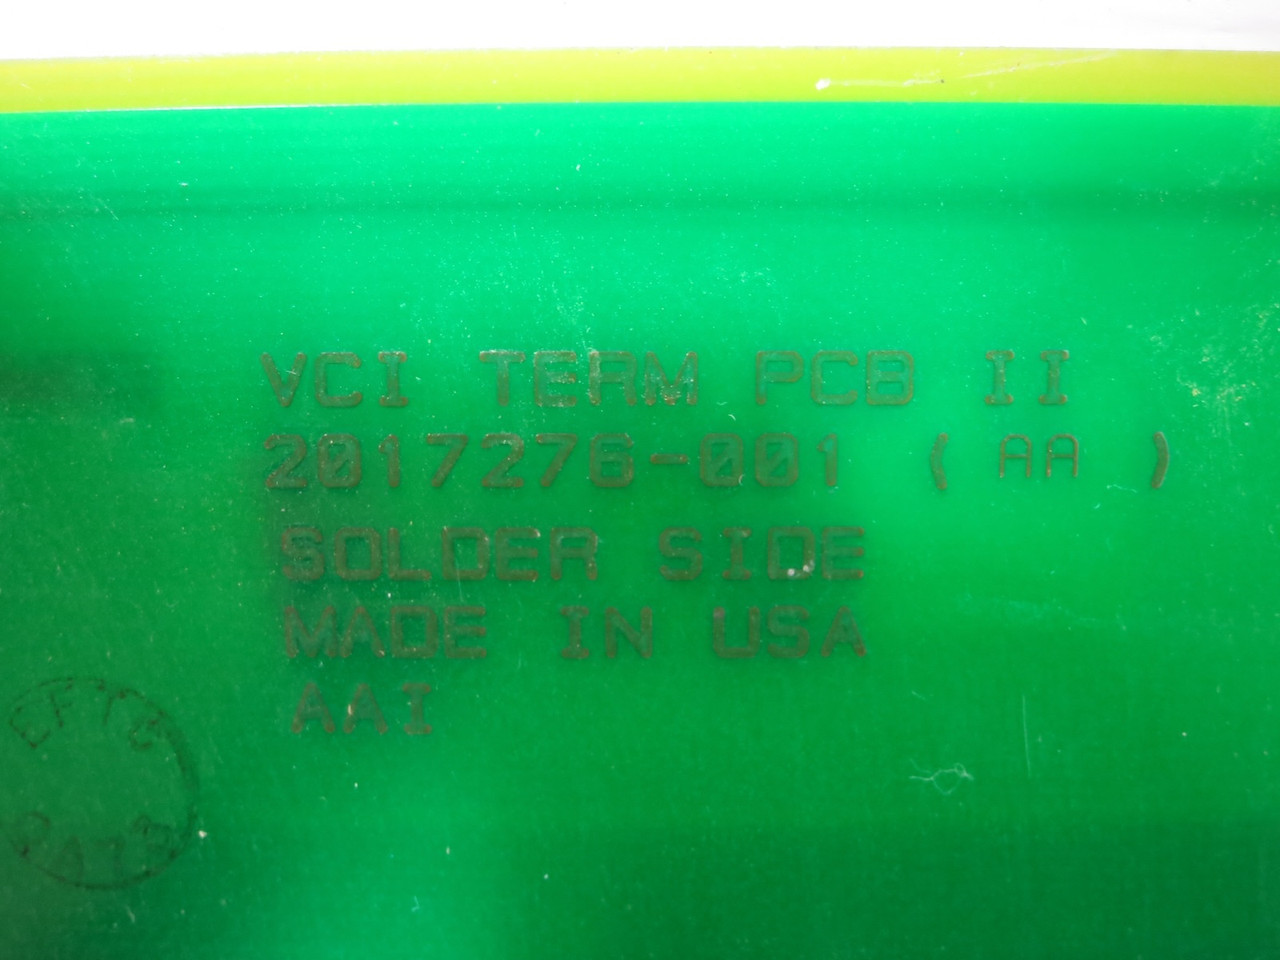 VCI TERM PCB II
2017276-001 ( AA )
SOLDER SIDE
MADE IN USA
AAI